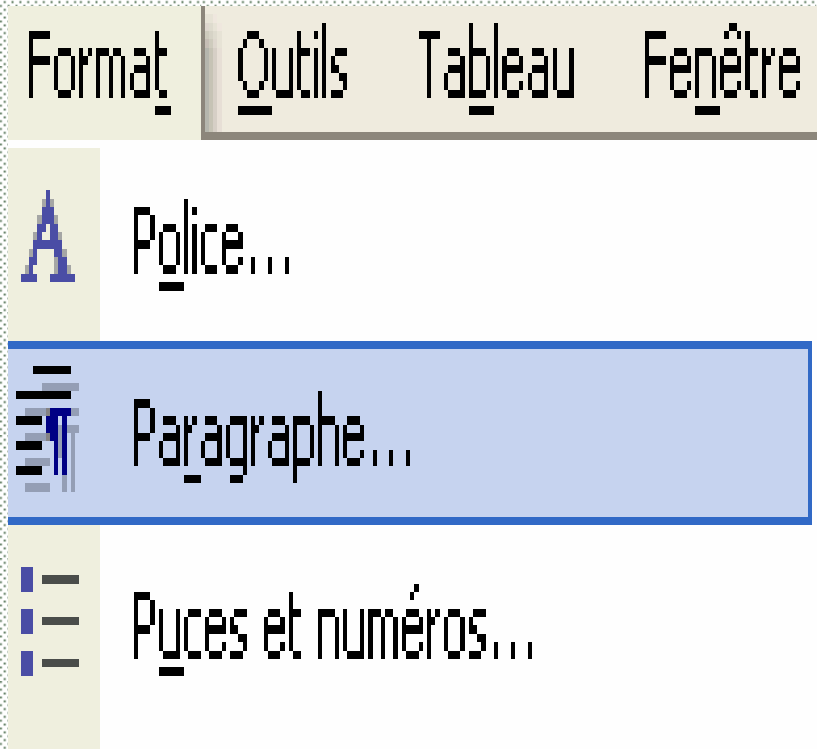 Format Outils Tableau Fenêtre
Police...
Paragraphe...
Puces et numéros...